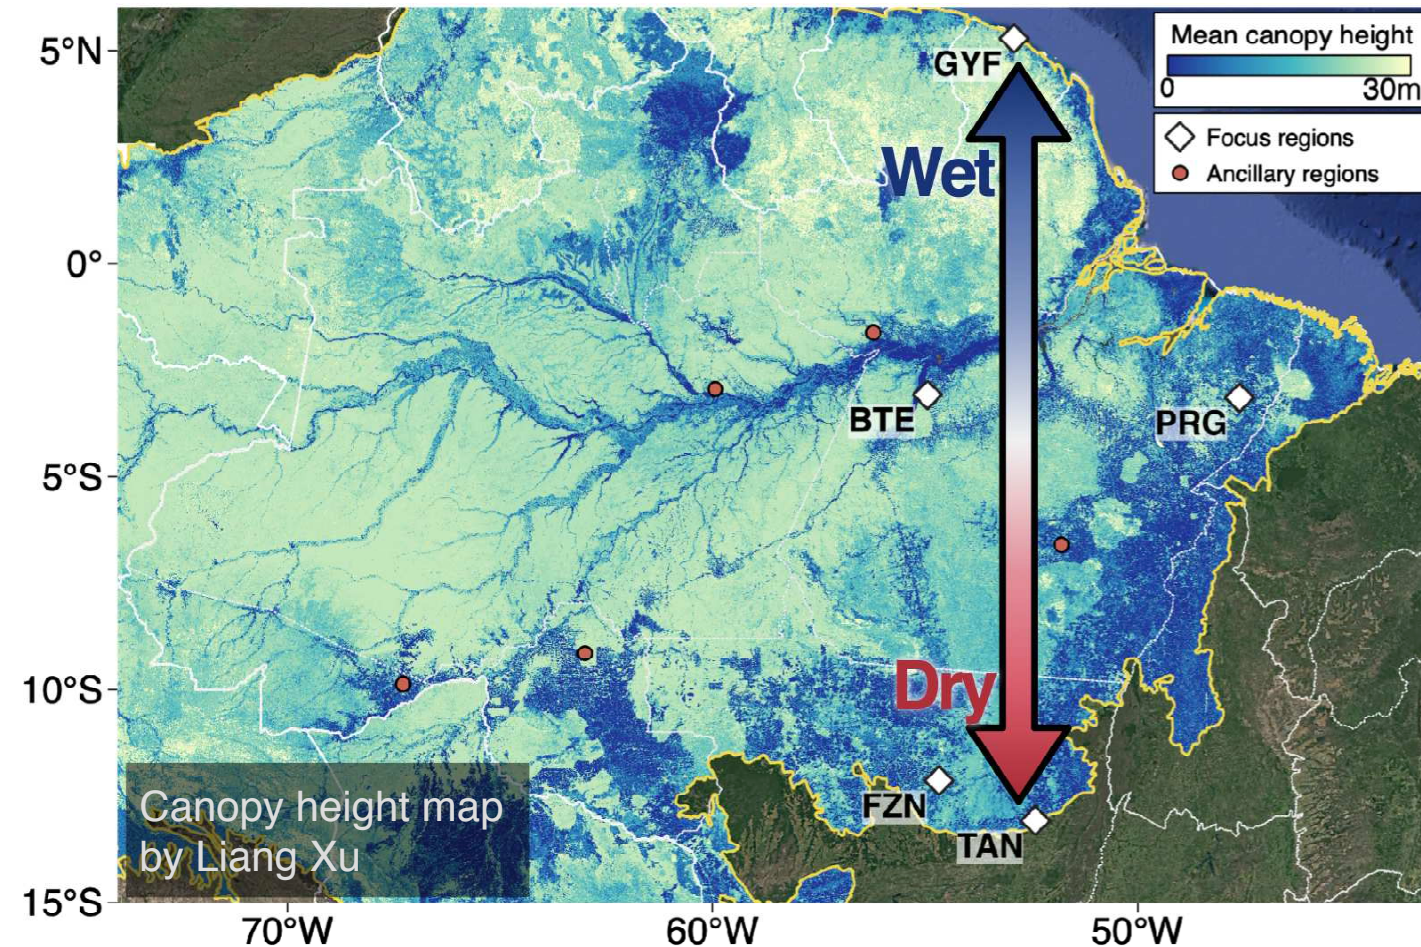 5°N
0°
5°S
10°S
15°S
70°W
60°W
50°W
Mean canopy height
0 30m
Focus regions
Ancillary regions
GYF
Wet
BTE
PRG
Dry
FZN
TAN
Canopy height map
by Liang Xu